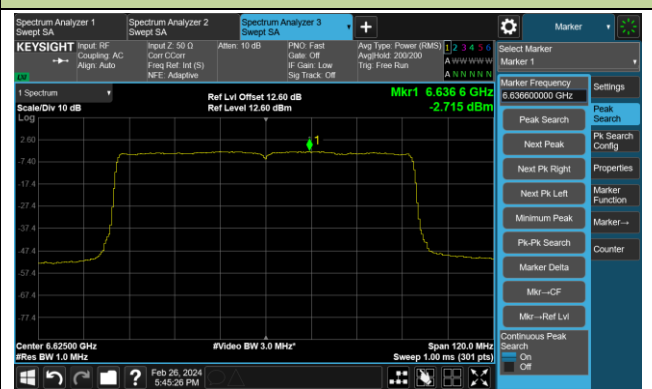 Spectrum Analyzer 1
Swept SA
Spectrum Analyzer 2
Swept SA
Spectrum Analyzer 3
Swept SA
Marker
KEYSIGHT
Input: RF
Coupling: AC
Align: Auto
Input Z: 50 Ω
Corr CCorr
Freq Ref: Int (S)
NFE: Adaptive
Atten: 10 dB
PNO: Fast
Gate: Off
IF Gain: Low
Sig Track: Off
Avg Type: Power (RMS)
Avg|Hold: 200/200
Trig: Free Run
1 2 3 4 5 6
A W W W W W
A N N N N N
Select Marker
Marker 1
1 Spectrum
Scale/Div 10 dB
Log
Ref Lvl Offset 12.60 dB
Ref Level 12.60 dBm
Mkr1 6.636 6 GHz
-2.715 dBm
1
2.60
-7.40
-17.4
-27.4
-37.4
-47.4
-57.4
-67.4
-77.4
Center 6.62500 GHz
#Res BW 1.0 MHz
#Video BW 3.0 MHz*
Span 120.0 MHz
Sweep 1.00 ms (301 pts)
Marker Frequency
6.636600000 GHz
Peak Search
Next Peak
Next Pk Right
Next Pk Left
Minimum Peak
Pk-Pk Search
Marker Delta
Mkr→CF
Mkr→Ref Lvl
Continuous Peak
Search
On
Off
Settings
Peak
Search
Pk Search
Config
Properties
Marker
Function
Marker→
Counter
Feb 26, 2024
5:45:26 PM